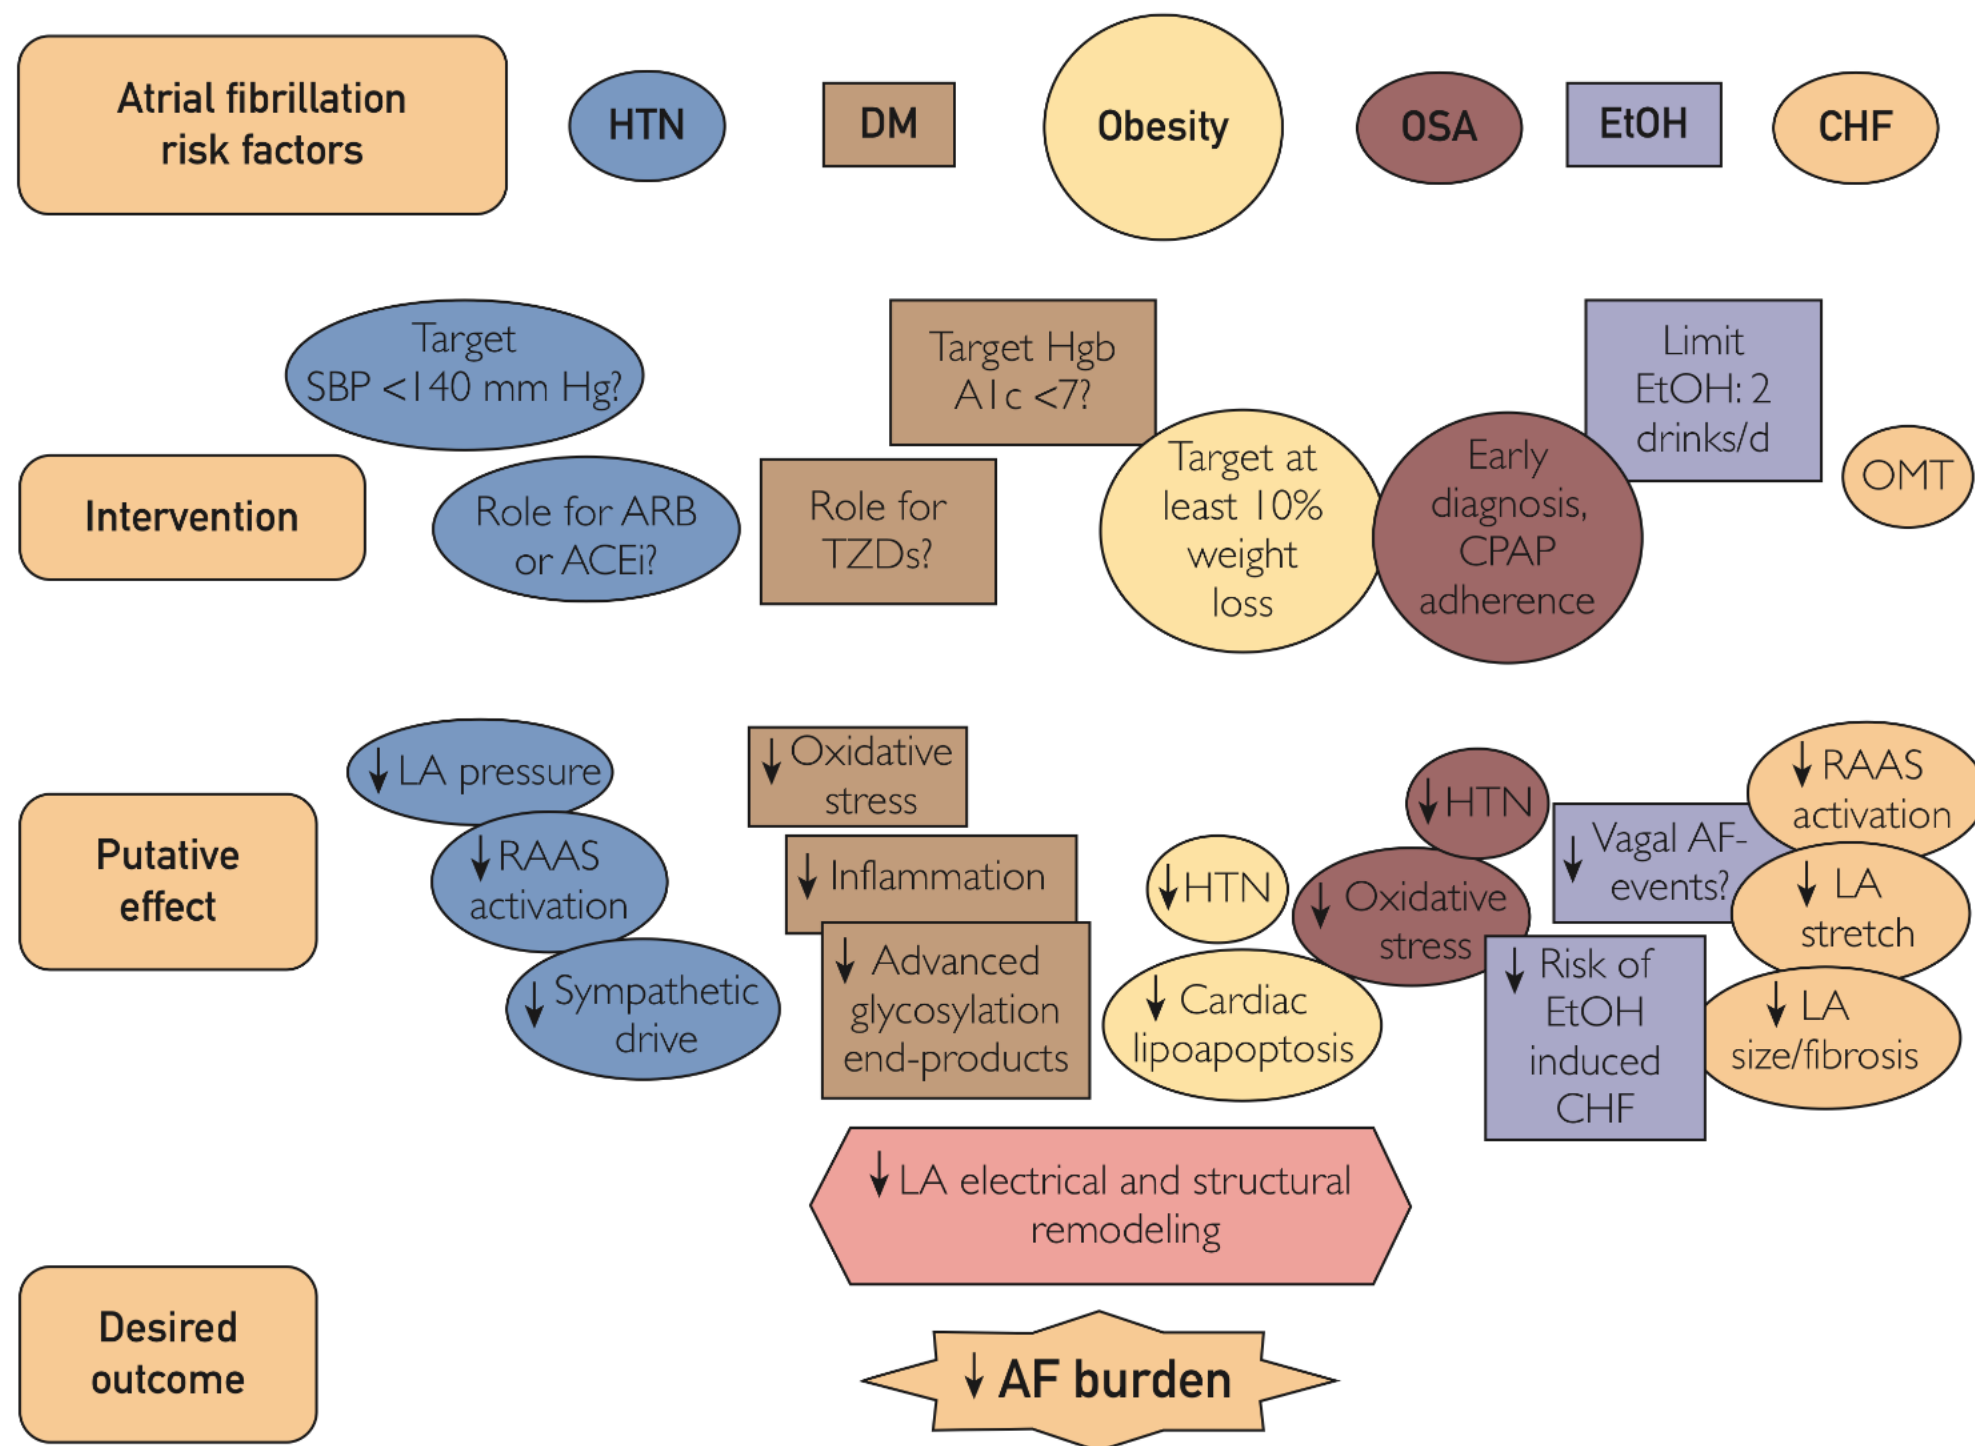 Atrial fibrillation
risk factors
HTN
DM
Obesity
OSA
EtOH
CHF
Intervention
Target
SBP <140 mm Hg?
Role for ARB
or ACEi?
Target Hgb
A1c <7?
Role for
TZDs?
Target at
least 10%
weight
loss
Early
diagnosis,
CPAP
adherence
Limit
EtOH: 2
drinks/d
OMT
Putative
effect
↓ LA pressure
↓ RAAS
activation
↓ Sympathetic
drive
↓ Oxidative
stress
↓ Inflammation
↓ Advanced
glycosylation
end-products
↓ HTN
↓ Cardiac
lipoapoptosis
↓ HTN
↓ Oxidative
stress
↓ Vagal AF-
events?
↓ Risk of
EtOH
induced
CHF
↓ RAAS
activation
↓ LA
stretch
↓ LA
size/fibrosis
↓ LA electrical and structural
remodeling
Desired
outcome
↓ AF burden